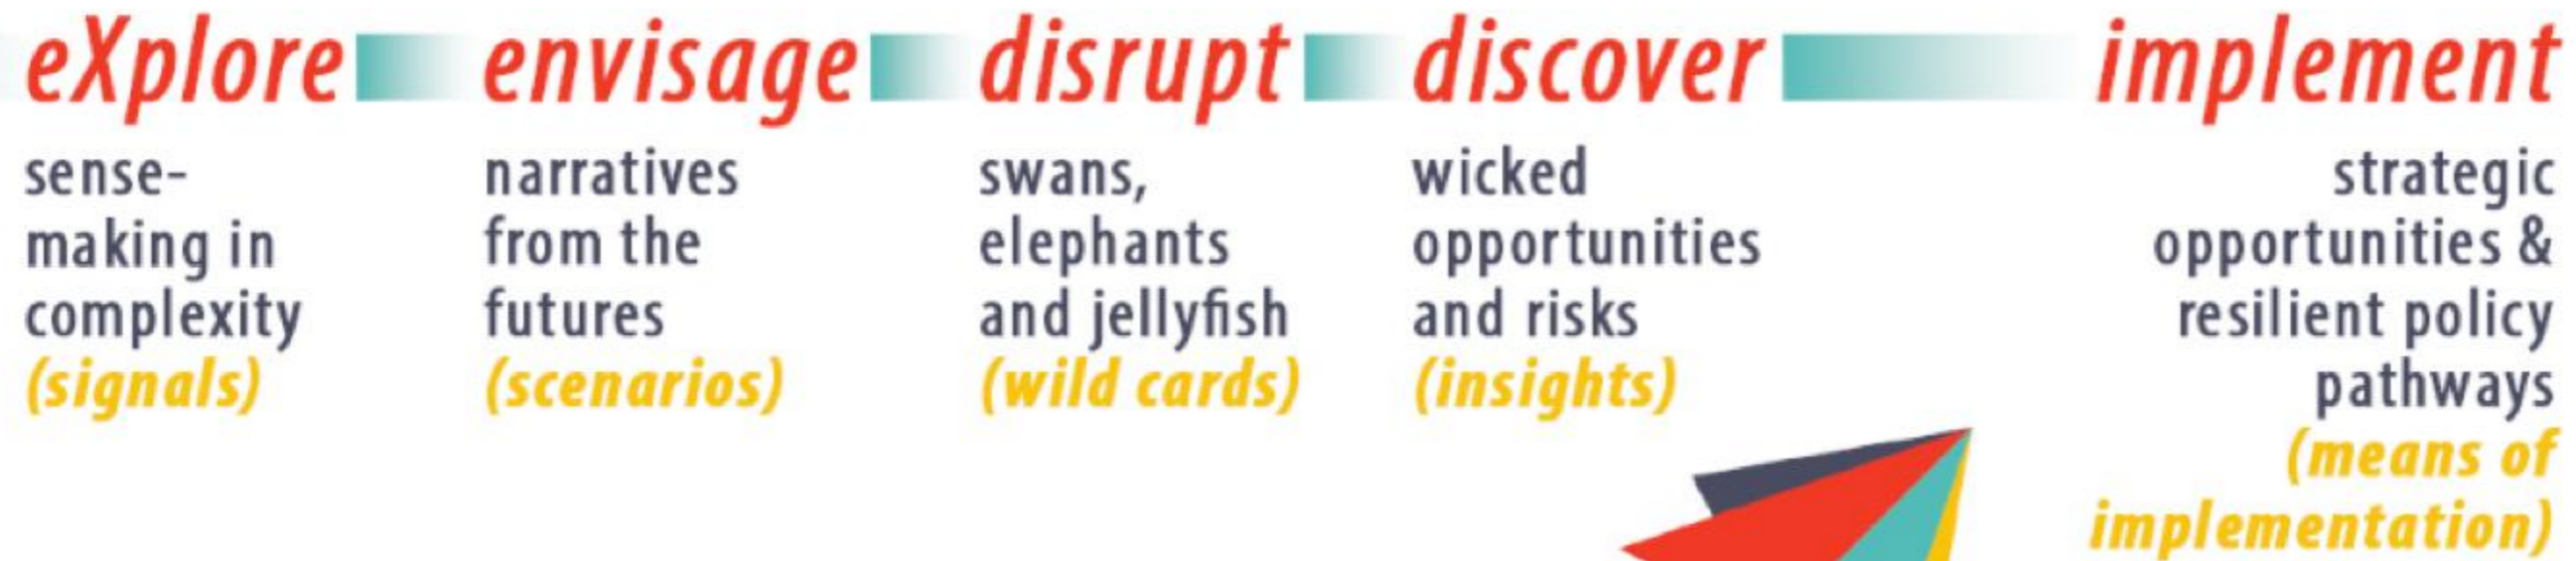 eXplore
sense-
making in
complexity
(signals)
envisage
narratives
from the
futures
(scenarios)
disrupt
swans,
elephants
and jellyfish
(wild cards)
discover
wicked
opportunities
and risks
(insights)
implement
strategic
opportunities &
resilient policy
pathways
(means of
implementation)